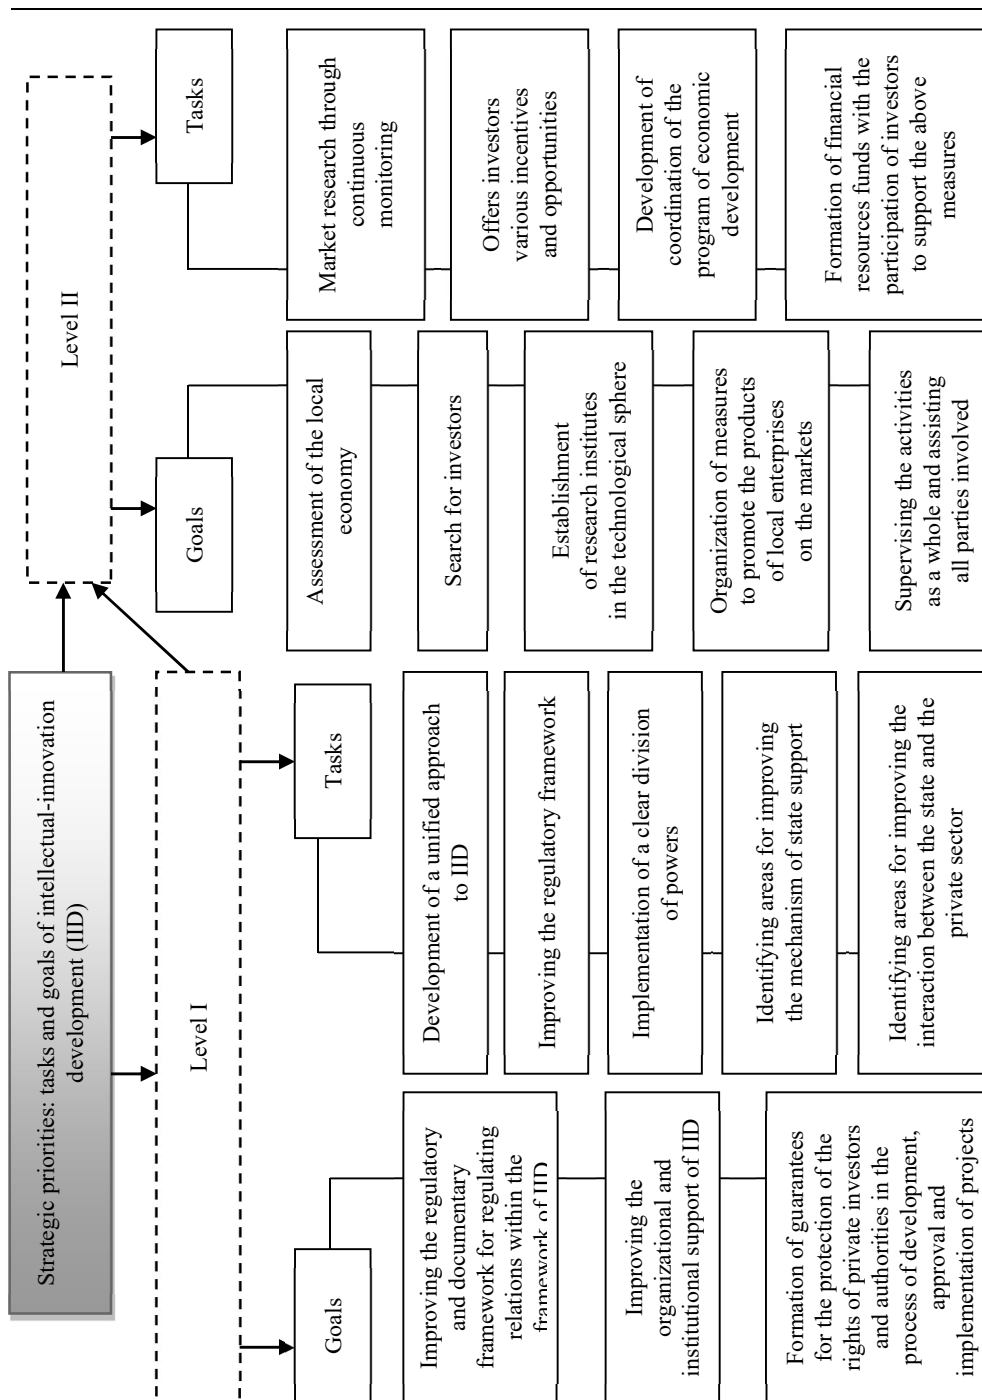 Strategic priorities: tasks and goals of intellectual-innovation
development (IID)
Level I
Goals
Improving the regulatory
and documentary
framework for regulating
relations within the
framework of IID
Improving the
organizational and
institutional support of IID
Formation of guarantees
for the protection of the
rights of private investors
and authorities in the
process of development,
approval and
implementation of projects
Tasks
Development of a unified approach
to IID
Improving the regulatory framework
Implementation of a clear division
of powers
Identifying areas for improving
the mechanism of state support
Identifying areas for improving the
interaction between the state and the
private sector
Level II
Goals
Assessment of the local
economy
Search for investors
Establishment
of research institutes
in the technological sphere
Organization of measures
to promote the products
of local enterprises
on the markets
Supervising the activities
as a whole and assisting
all parties involved
Tasks
Market research through
continuous
monitoring
Offers investors
various incentives
and opportunities
Development of
coordination of the
program of economic
development
Formation of financial
resources funds with the
participation of investors
to support the above
measures